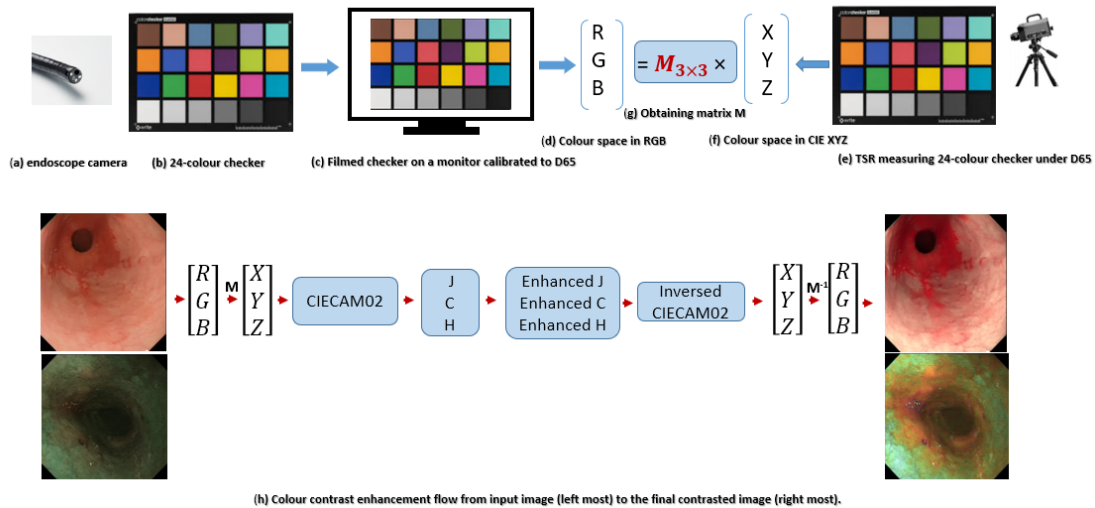 R
G
B
= M3×3 ×
X
Y
Z
(g) Obtaining matrix M
(d) Colour space in RGB
(f) Colour space in CIE XYZ
(a) endoscope camera
(b) 24-colour checker
(c) Filmed checker on a monitor calibrated to D65
(e) TSR measuring 24-colour checker under D65
R
G
B
M
X
Y
Z
CIECAM02
J
C
H
Enhanced J
Enhanced C
Enhanced H
Inversed
CIECAM02
X
Y
Z
M-1
R
G
B
(h) Colour contrast enhancement flow from input image (left most) to the final contrasted image (right most).